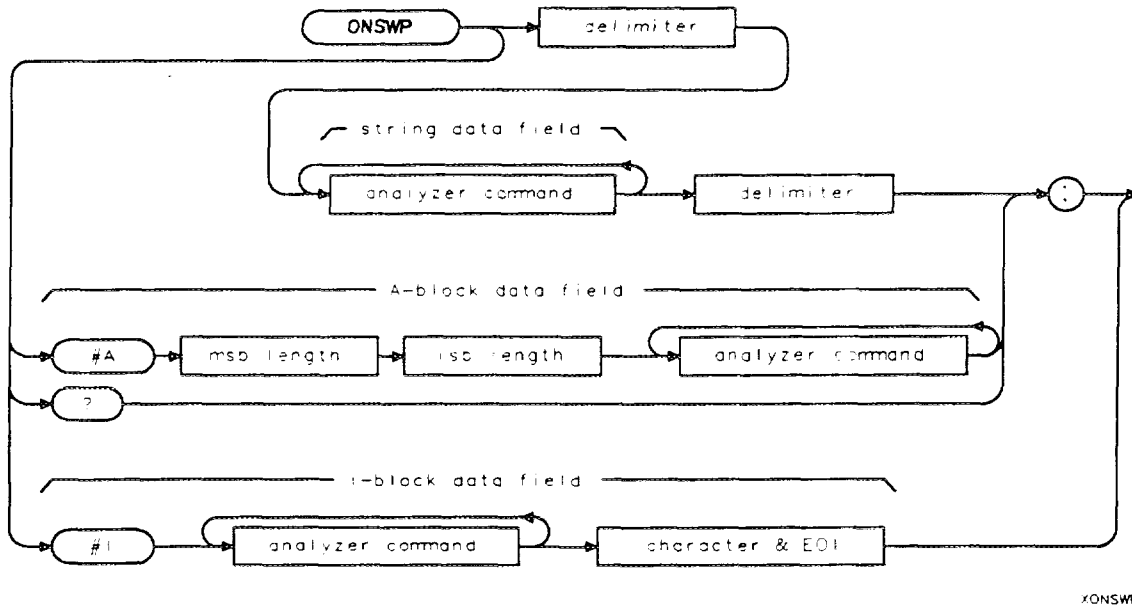 ONSWP
delimiter
string data field
analyzer command
delimiter
;
A-block data field
#A
msb length
lsb length
analyzer command
?
I-block data field
#I
analyzer command
character & EOI
XONSWP